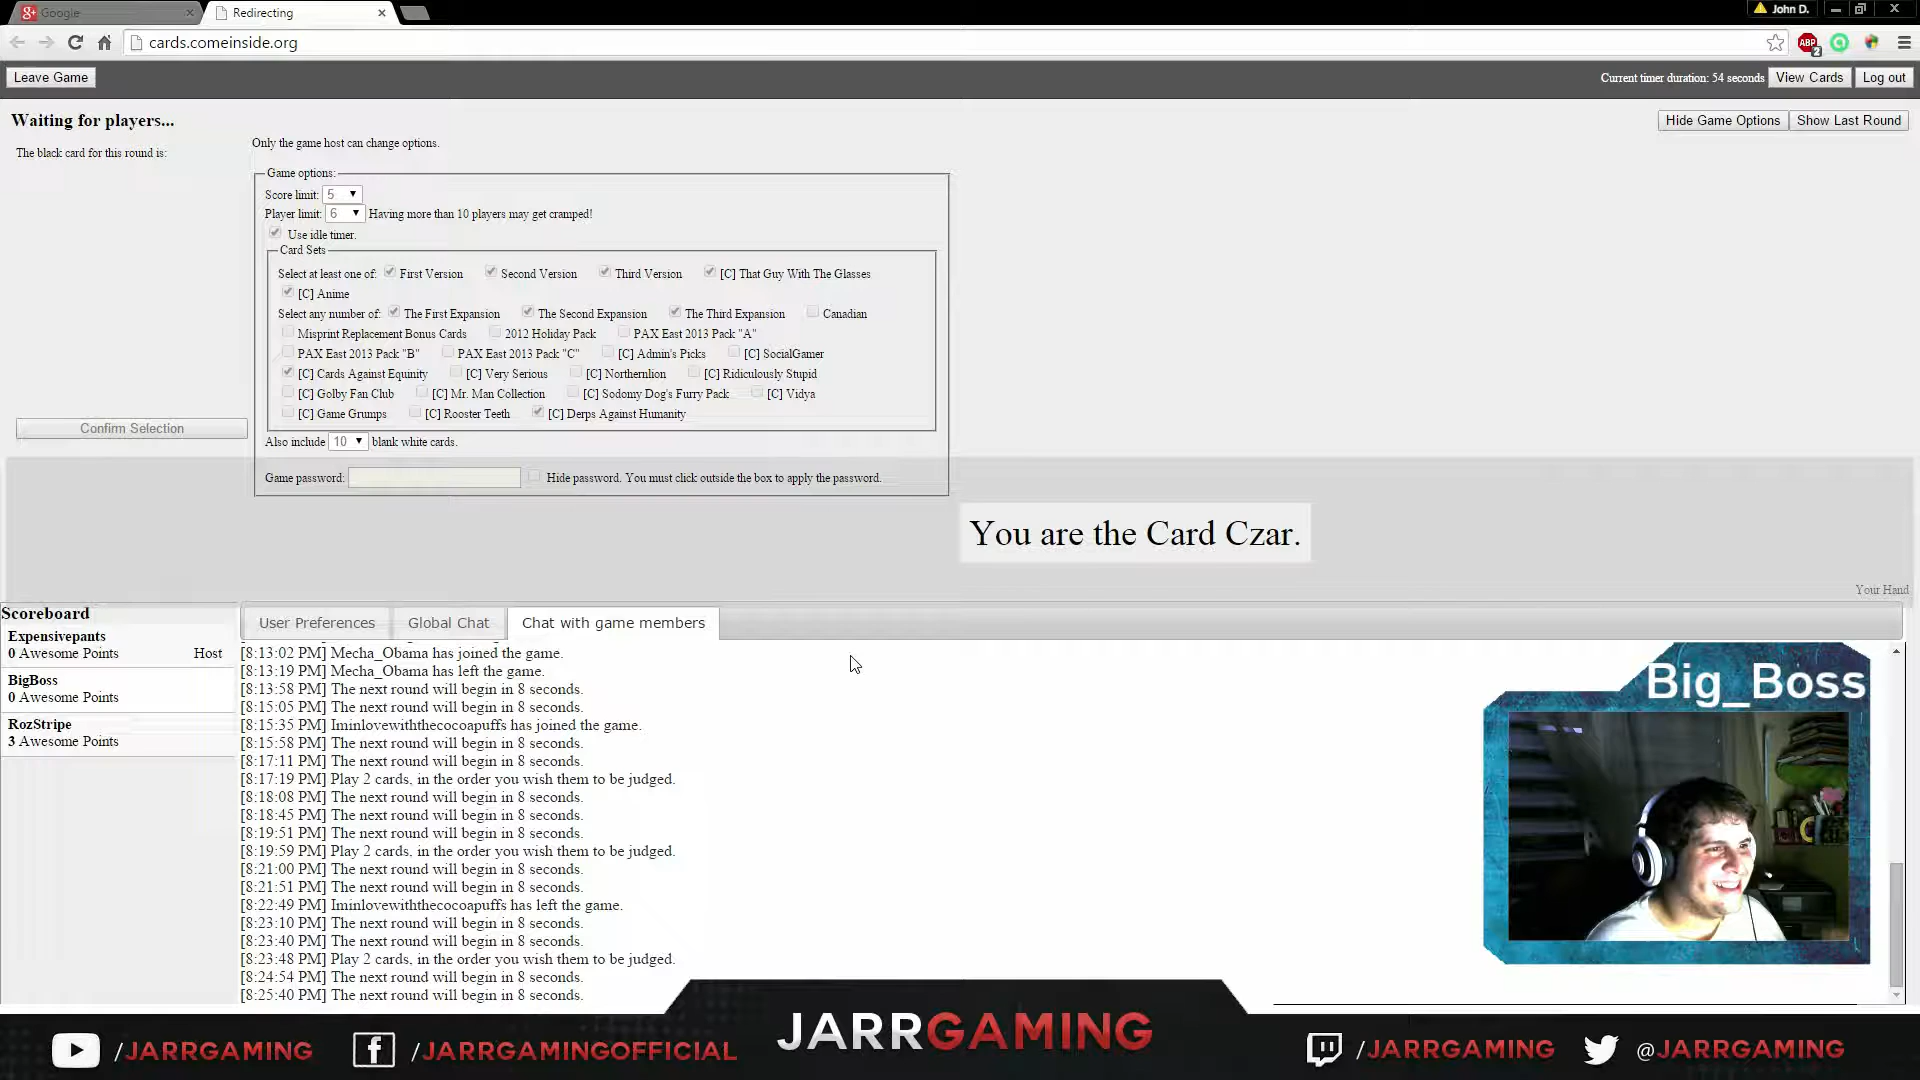 Google
Redirecting
John D.
cards.comeinside.org
ABP
2
Leave Game
Current timer duration: 54 seconds
View Cards
Log out
Waiting for players...
Hide Game Options
Show Last Round
The black card for this round is:
Only the game host can change options.
Game options:
Score limit: 5
Player limit: 6 Having more than 10 players may get cramped!
Use idle timer.
Card Sets
Select at least one of: First Version Second Version Third Version [C] That Guy With The Glasses
[C] Anime
Select any number of: The First Expansion The Second Expansion The Third Expansion Canadian
Misprint Replacement Bonus Cards 2012 Holiday Pack PAX East 2013 Pack "A"
PAX East 2013 Pack "B" PAX East 2013 Pack "C" [C] Admin's Picks [C] SocialGamer
[C] Cards Against Equinity [C] Very Serious [C] Northernlion [C] Ridiculously Stupid
[C] Golby Fan Club [C] Mr. Man Collection [C] Sodomy Dog's Furry Pack [C] Vidya
[C] Game Grumps [C] Rooster Teeth [C] Derps Against Humanity
Confirm Selection
Also include 10 blank white cards.
Game password: Hide password. You must click outside the box to apply the password.
You are the Card Czar.
Your Hand
Scoreboard
Expensivepants
0 Awesome Points Host
BigBoss
0 Awesome Points
RozStripe
3 Awesome Points
User Preferences
Global Chat
Chat with game members
[8:13:02 PM] Mecha_Obama has joined the game.
[8:13:19 PM] Mecha_Obama has left the game.
[8:13:58 PM] The next round will begin in 8 seconds.
[8:15:05 PM] The next round will begin in 8 seconds.
[8:15:35 PM] Iminlovewiththecocoapuffs has joined the game.
[8:15:58 PM] The next round will begin in 8 seconds.
[8:17:11 PM] The next round will begin in 8 seconds.
[8:17:19 PM] Play 2 cards, in the order you wish them to be judged.
[8:18:08 PM] The next round will begin in 8 seconds.
[8:18:45 PM] The next round will begin in 8 seconds.
[8:19:51 PM] The next round will begin in 8 seconds.
[8:19:59 PM] Play 2 cards, in the order you wish them to be judged.
[8:21:00 PM] The next round will begin in 8 seconds.
[8:21:51 PM] The next round will begin in 8 seconds.
[8:22:49 PM] Iminlovewiththecocoapuffs has left the game.
[8:23:10 PM] The next round will begin in 8 seconds.
[8:23:40 PM] The next round will begin in 8 seconds.
[8:23:48 PM] Play 2 cards, in the order you wish them to be judged.
[8:24:54 PM] The next round will begin in 8 seconds.
[8:25:40 PM] The next round will begin in 8 seconds.
Big_Boss
/JARRGAMING
/JARRGAMINGOFFICIAL
JARRGAMING
/JARRGAMING
@JARRGAMING